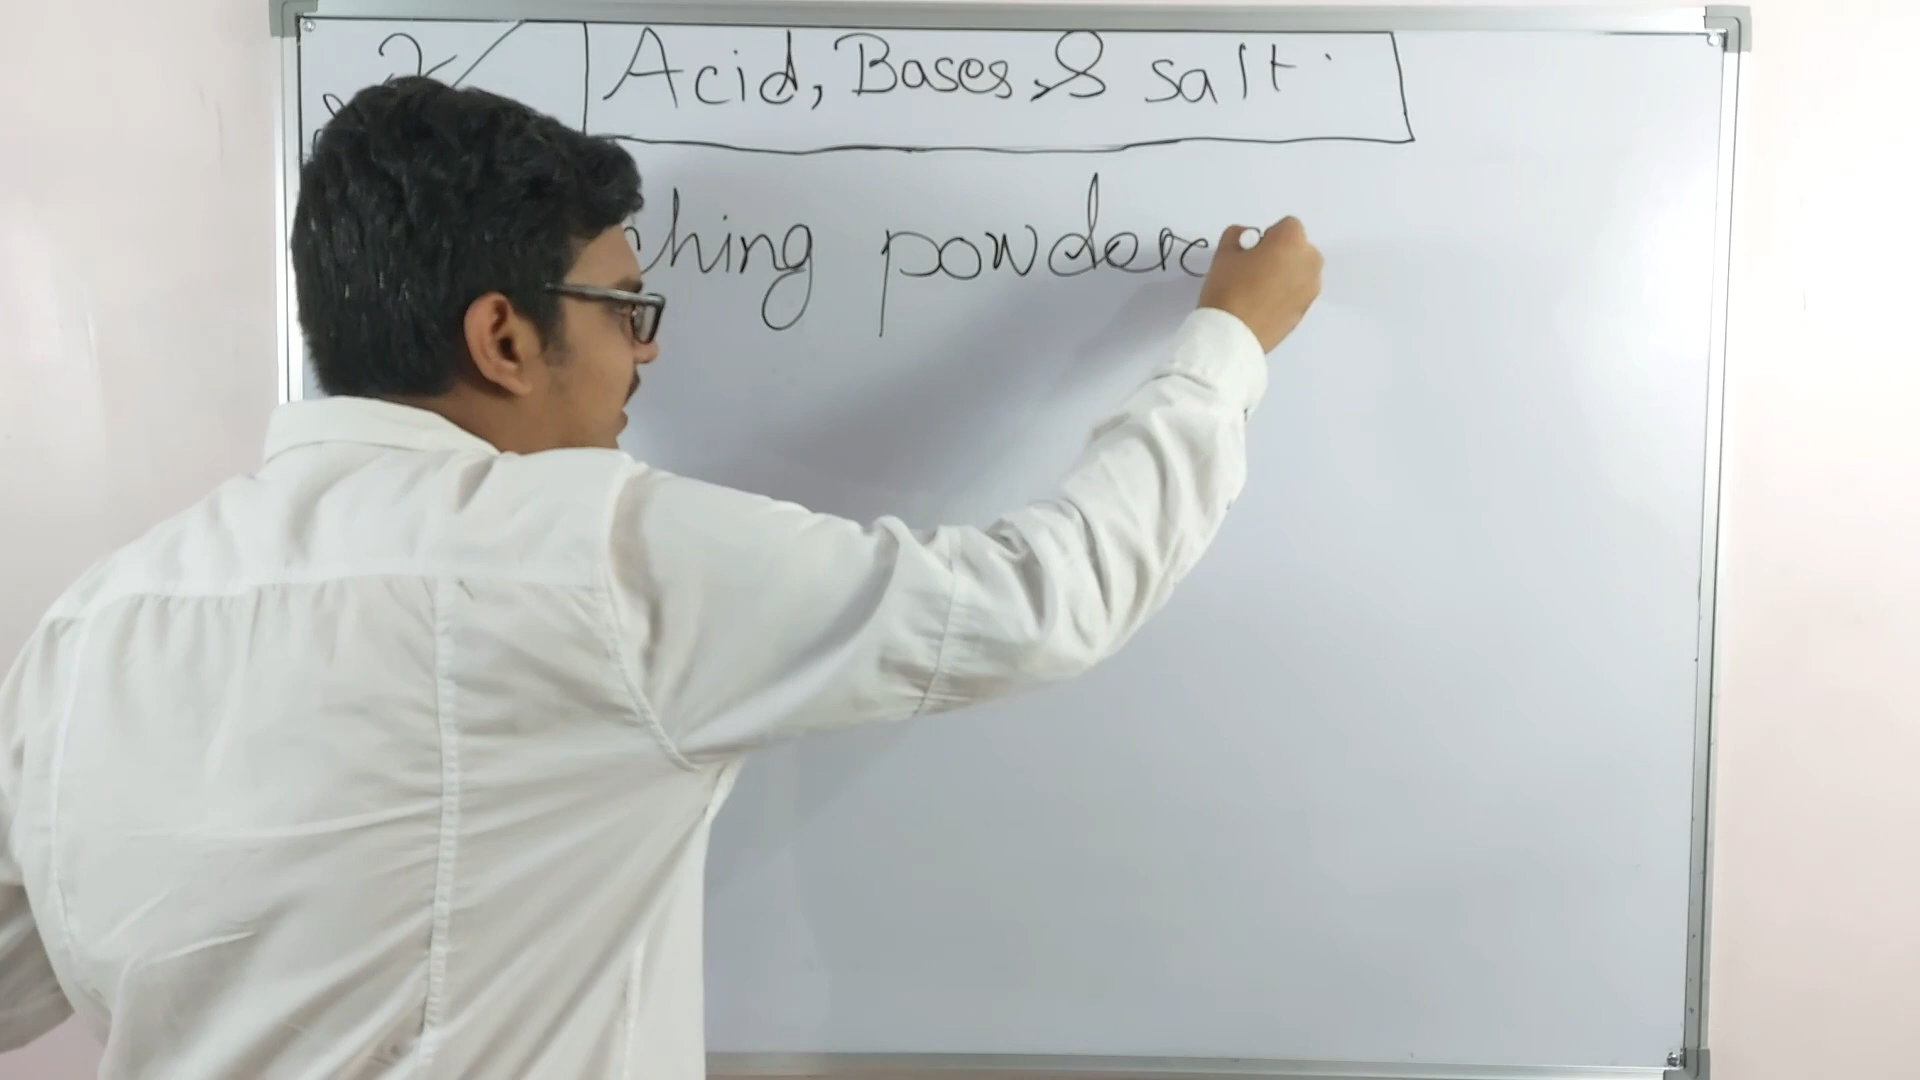 Acid, Bases, & salt.
ching powder